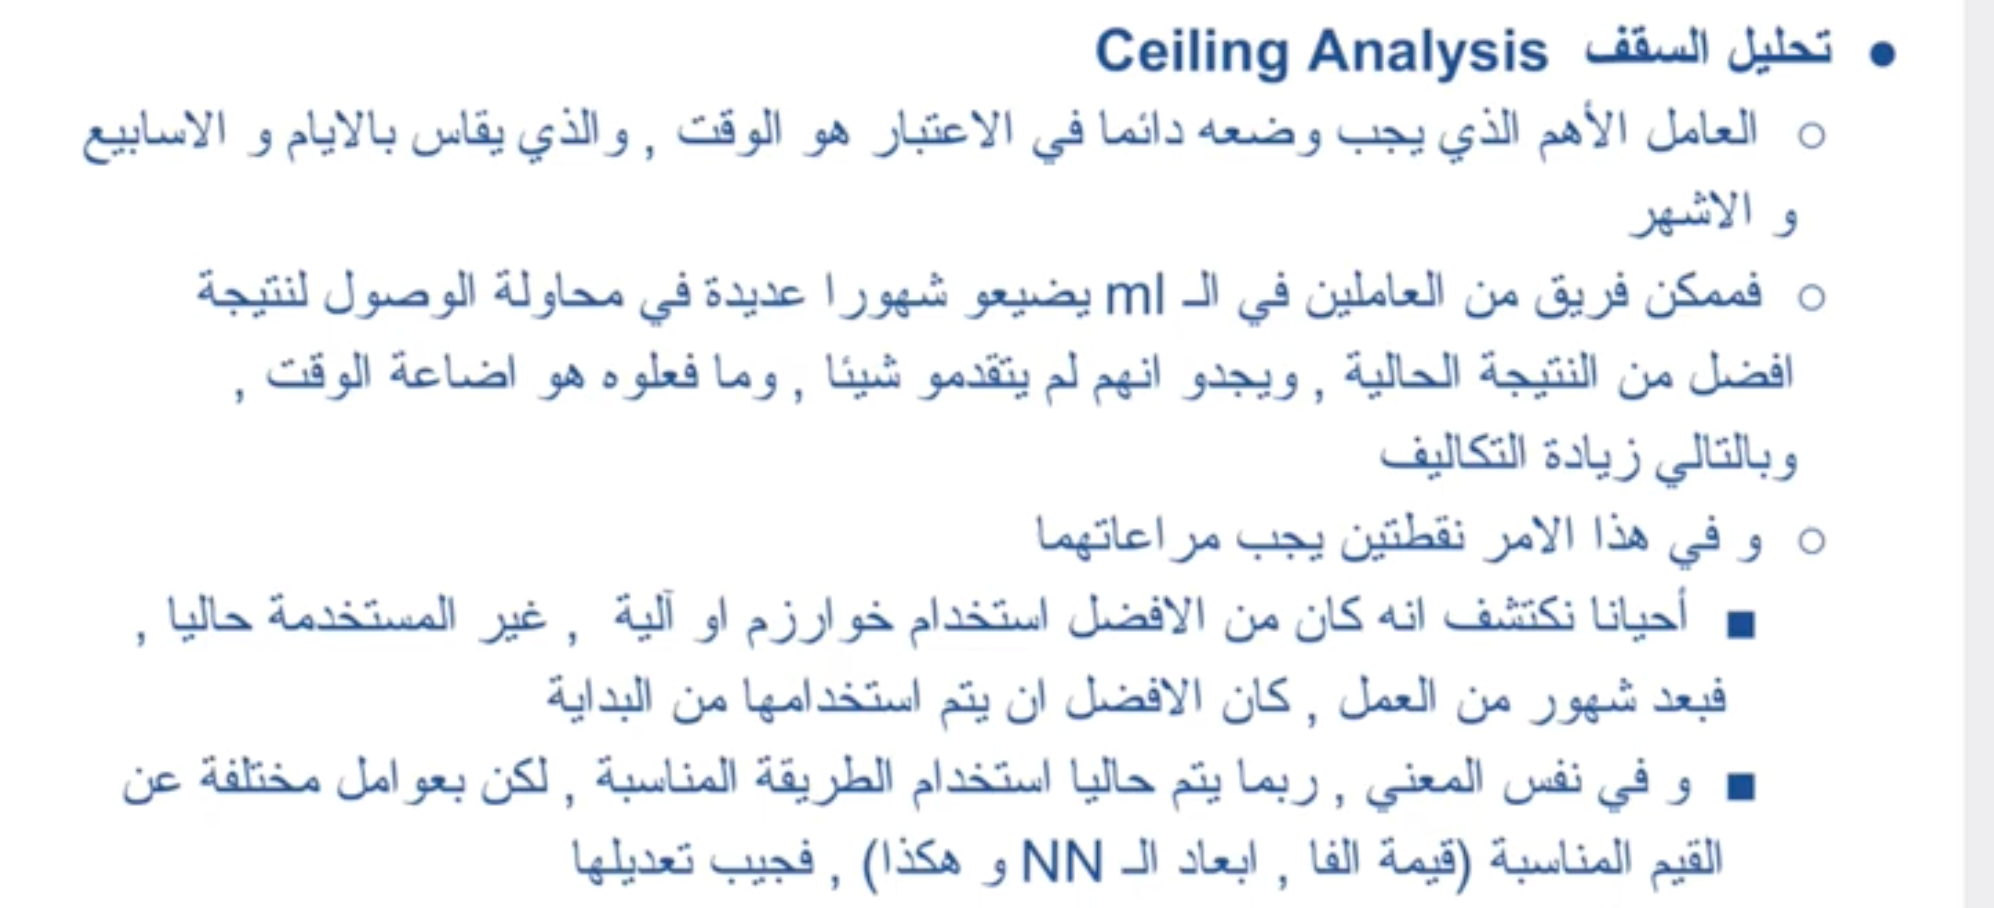 ● تحليل السقف Ceiling Analysis
○ العامل الأهم الذي يجب وضعه دائما في الاعتبار هو الوقت , والذي يقاس بالايام و الاسابيع
و الاشهر
○ فممكن فريق من العاملين في الـ ml يضيعو شهورا عديدة في محاولة الوصول لنتيجة
افضل من النتيجة الحالية , ويجدو انهم لم يتقدمو شيئا , وما فعلوه هو اضاعة الوقت ,
وبالتالي زيادة التكاليف
○ و في هذا الامر نقطتين يجب مراعاتهما
■ أحيانا نكتشف انه كان من الافضل استخدام خوارزم او آلية , غير المستخدمة حاليا ,
فبعد شهور من العمل , كان الافضل ان يتم استخدامها من البداية
■ و في نفس المعني , ربما يتم حاليا استخدام الطريقة المناسبة , لكن بعوامل مختلفة عن
القيم المناسبة (قيمة الفا , ابعاد الـ NN و هكذا) , فجيب تعديلها